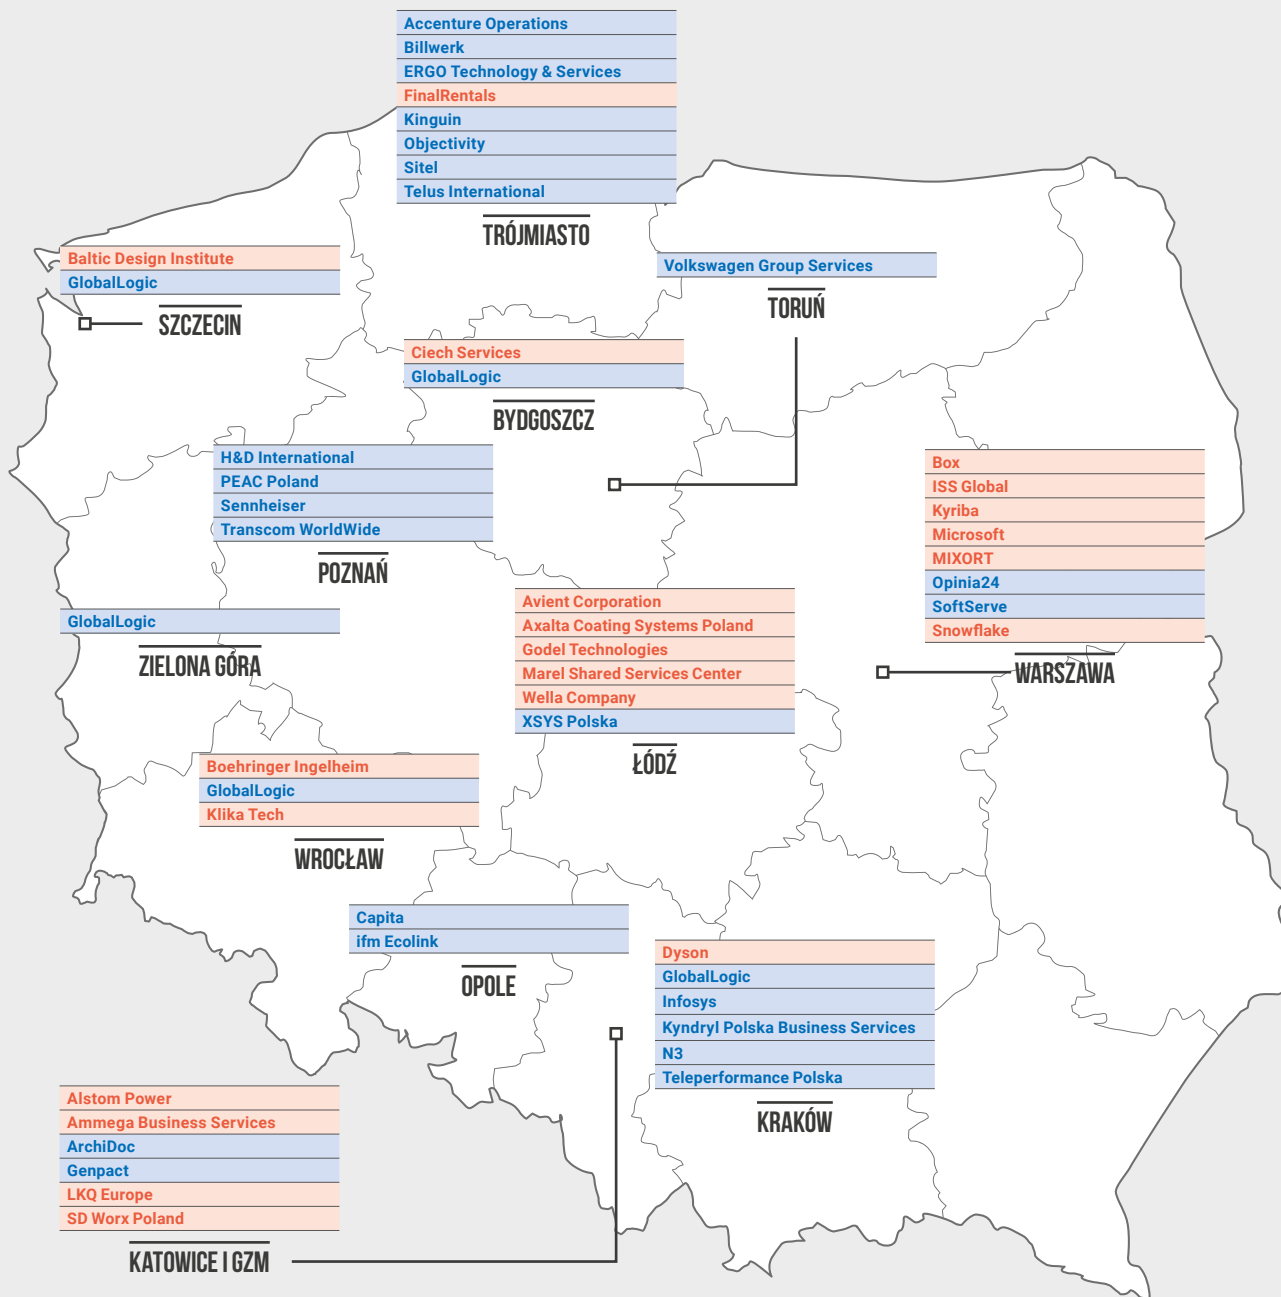 Accenture Operations
Billwerk
ERGO Technology & Services
FinalRentals
Kinguin
Objectivity
Sitel
Telus International
TRÓJMIASTO
Baltic Design Institute
GlobalLogic
SZCZECIN
Volkswagen Group Services
TORUŃ
Ciech Services
GlobalLogic
BYDGOSZCZ
H&D International
PEAC Poland
Sennheiser
Transcom WorldWide
POZNAŃ
Box
ISS Global
Kyriba
Microsoft
MIXORT
Opinia24
SoftServe
Snowflake
WARSZAWA
GlobalLogic
ZIELONA GÓRA
Avient Corporation
Axalta Coating Systems Poland
Godel Technologies
Marel Shared Services Center
Wella Company
XSYS Polska
ŁÓDŹ
Boehringer Ingelheim
GlobalLogic
Klika Tech
WROCŁAW
Capita
ifm Ecolink
OPOLE
Dyson
GlobalLogic
Infosys
Kyndryl Polska Business Services
N3
Teleperformance Polska
KRAKÓW
Alstom Power
Ammega Business Services
ArchiDoc
Genpact
LKQ Europe
SD Worx Poland
KATOWICE I GZM